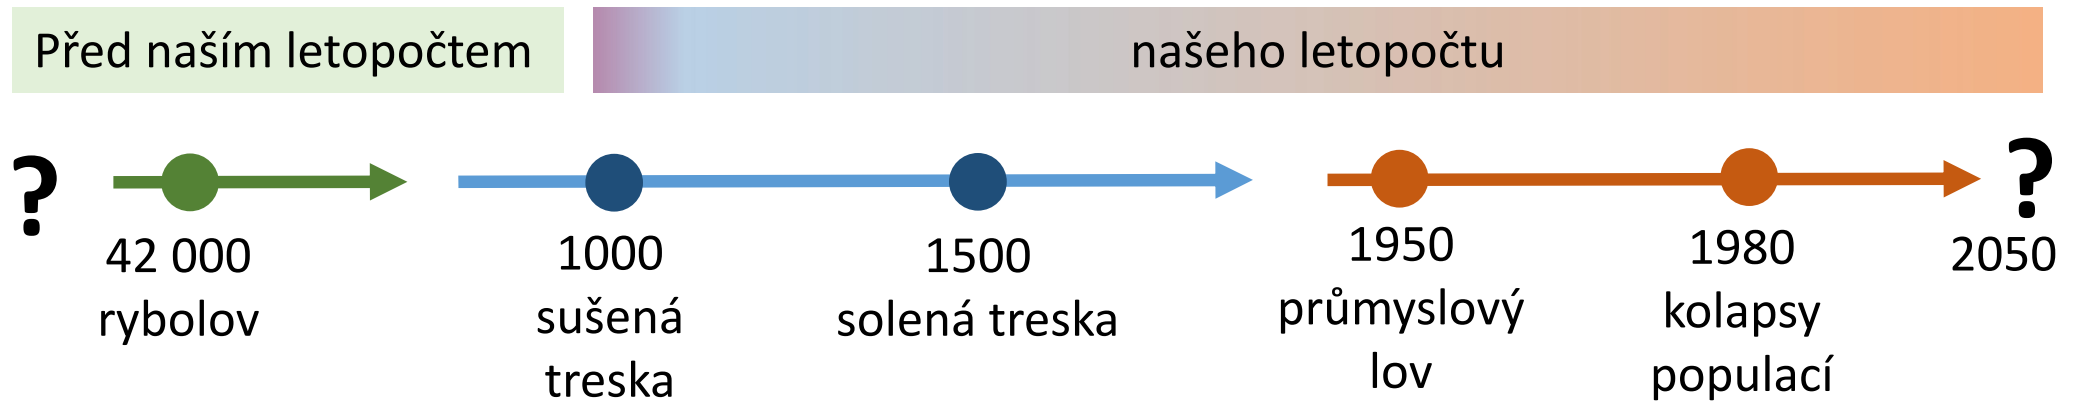 Před naším letopočtem
našeho letopočtu
?
42 000
rybolov
1000
sušená
treska
1500
solená treska
1950
průmyslový
lov
1980
kolapsy
populací
?
2050